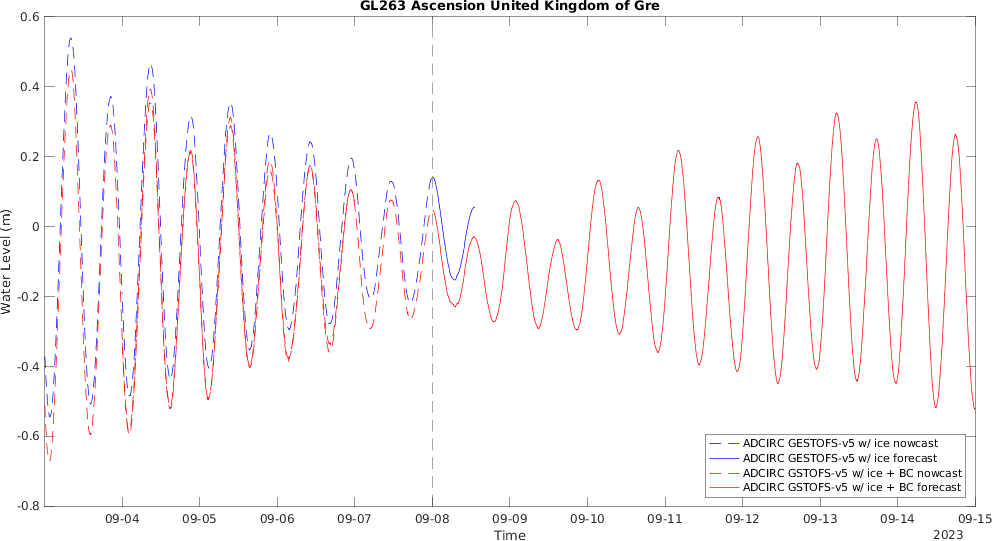 GL263 Ascension United Kingdom of Gre
Water Level (m)
0.6
0.4
0.2
0
-0.2
-0.4
-0.6
-0.8
ADCIRC GESTOFS-v5 w/ ice nowcast
ADCIRC GESTOFS-v5 w/ ice forecast
ADCIRC GSTOFS-v5 w/ ice + BC nowcast
ADCIRC GSTOFS-v5 w/ ice + BC forecast
09-04 09-05 09-06 09-07 09-08 09-09 09-10 09-11 09-12 09-13 09-14 09-15
Time
2023